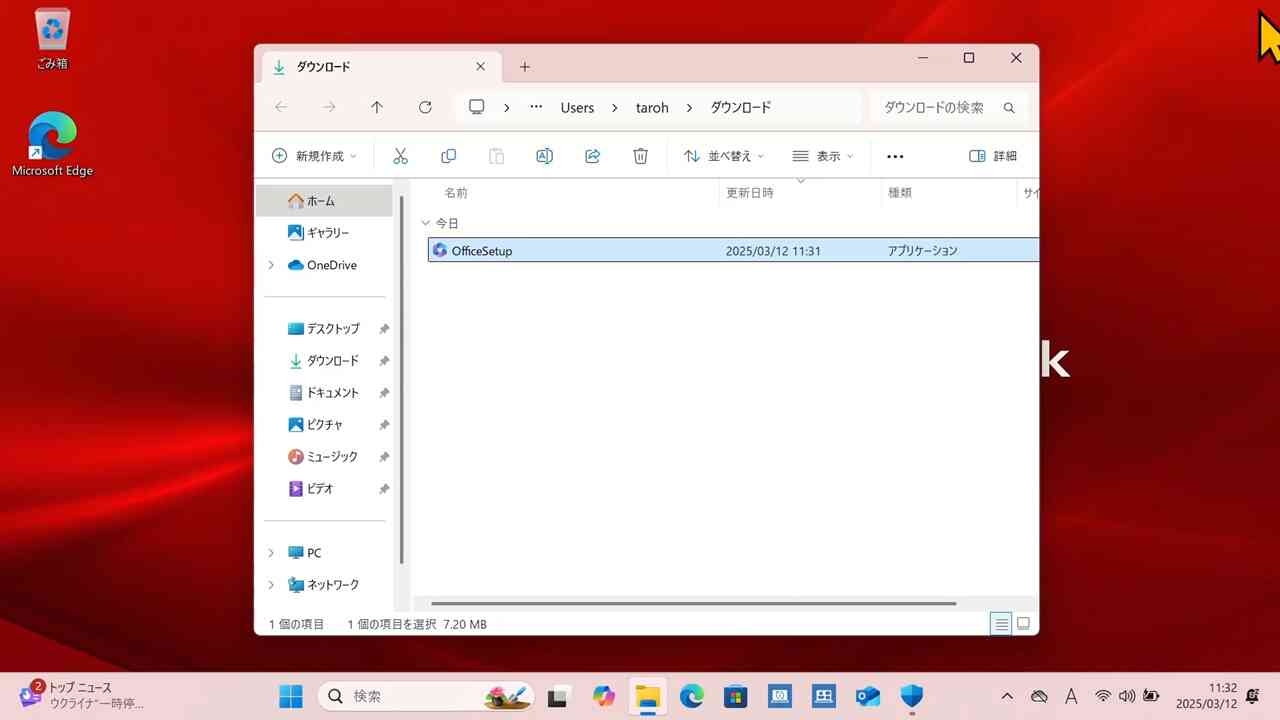 ごみ箱
Microsoft Edge
ダウンロード
Users
taroh
ダウンロード
ダウンロードの検索
新規作成
並べ替え
表示
詳細
ホーム
ギャラリー
OneDrive
デスクトップ
ダウンロード
ドキュメント
ピクチャ
ミュージック
ビデオ
PC
ネットワーク
名前
更新日時
種類
サイ
今日
OfficeSetup
2025/03/12 11:31
アプリケーション
k
1 個の項目
1 個の項目を選択 7.20 MB
2
トップ ニュース
ウクライナ"一時停...
検索
A
11:32
2025/03/12